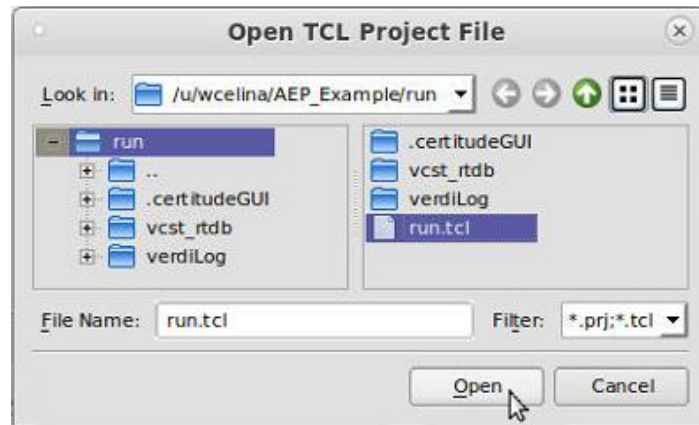 Open TCL Project File
Look in: /u/wcelina/AEP_Example/run
run
..
.certitudeGUI
vcst_rtdb
verdiLog
.certitudeGUI
vcst_rtdb
verdiLog
run.tcl
File Name: run.tcl Filter: *.prj;*.tcl
Open Cancel